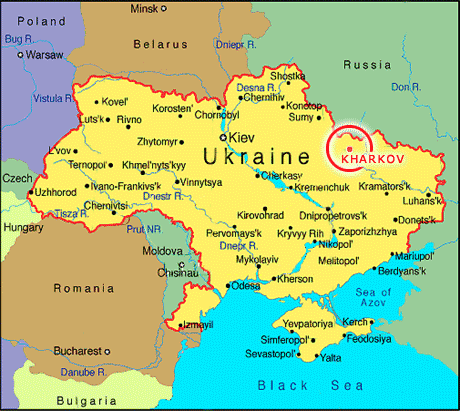 Poland
Minsk
Bug R.
Belarus
Dniepr R.
Warsaw
Russia
Shostka
Desna R.
Don R.
Vistula R.
Chernihiv
Kovel'
Konotop
Korosten'
Chornobyl
Sumy
Luts'k
Rivno
Kiev
Zhytomyr
Lvov
Ukraine
KHARKOV
Ternopol
Khmel'nyts'kyy
Cherkasy
Czech
Ivano-Frankivs'k
Vinnytsya
Kremenchuk
Kramators'k
Uzhhorod
Dnestr R.
Luhans'k
Chernivtsi
Kirovohrad
Dnipropetrovs'k
Tisza R.
Donets'k
Hungary
Prut NR.
Pervomays'k
Kryvyy Rih
Zaporizhzhya
Dnepr R.
Nikopol'
Moldova
Mariupol'
Mykolayiv
Melitopol'
Chisinau
Berdyans'k
Kherson
Romania
Odesa
Sea of
Azov
Izmayil
Yevpatoriya
Kerch
Simferopol'
Feodosiya
Bucharest
Sevastopol'
Yalta
Danube R.
Black Sea
Bulgaria